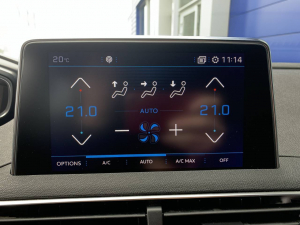 20°C 11:14
21.0 AUTO 21.0
OPTIONS A/C AUTO A/C MAX OFF